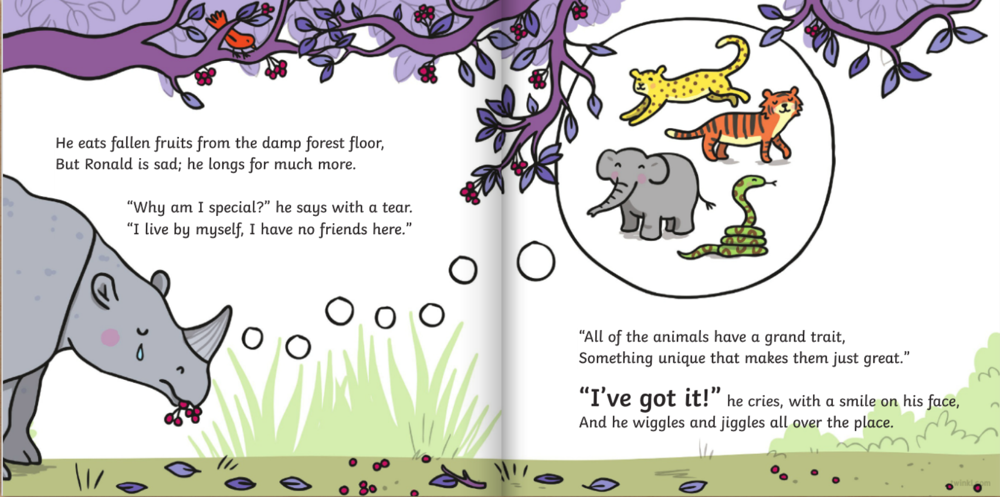 He eats fallen fruits from the damp forest floor,
But Ronald is sad; he longs for much more.
“Why am I special?” he says with a tear.
“I live by myself, I have no friends here.”
“All of the animals have a grand trait,
Something unique that makes them just great.”
“I’ve got it!” he cries, with a smile on his face,
And he wiggles and jiggles all over the place.
twinkl.com